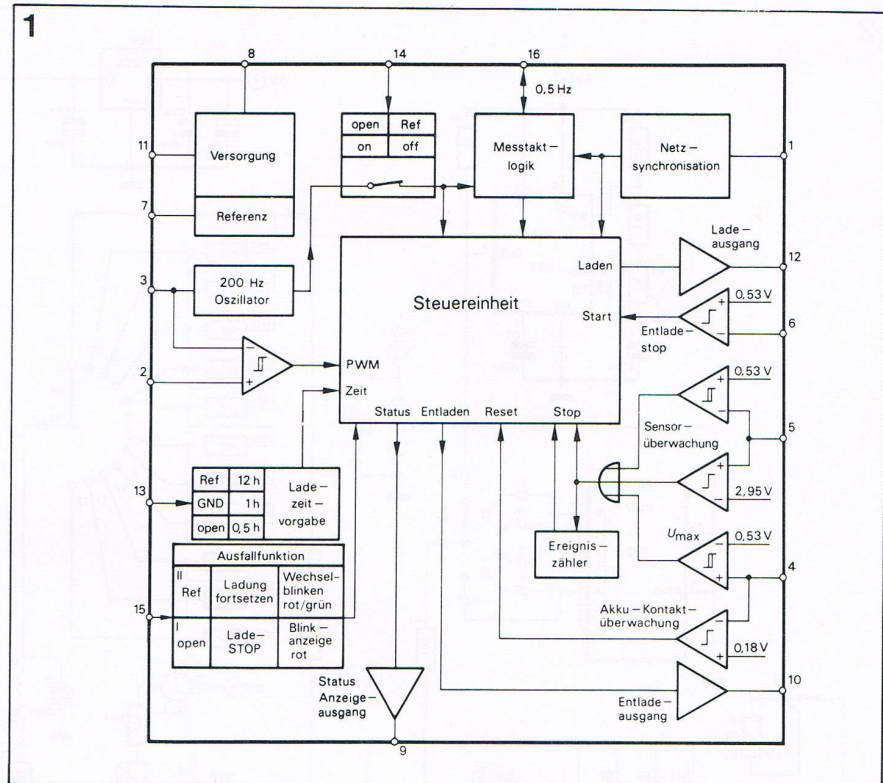 1
8
14
16
0,5 Hz
11
Versorgung
open Ref
on off
Messtakt–
logik
Netz–
synchronisation
1
7
Referenz
Lade–
ausgang
3
200 Hz
Oszillator
Laden
12
Steuereinheit
0,53 V
Start
Entlade–
stop
6
2
PWM
Zeit
0.53 V
Status Entladen Reset Stop
5
Sensor–
überwachung
2,95 V
13
Ref 12 h
GND 1 h
open 0,5 h
Lade–
zeit–
vorgabe
Umax
0,53 V
4
Ereignis–
zähler
Ausfallfunktion
II
Ref
Ladung
fortsetzen
Wechsel–
blinken
rot/grün
15
I
open
Lade–
STOP
Blink–
anzeige
rot
Akku–Kontakt–
überwachung
0,18 V
10
Status
Anzeige–
ausgang
Entlade–
ausgang
9